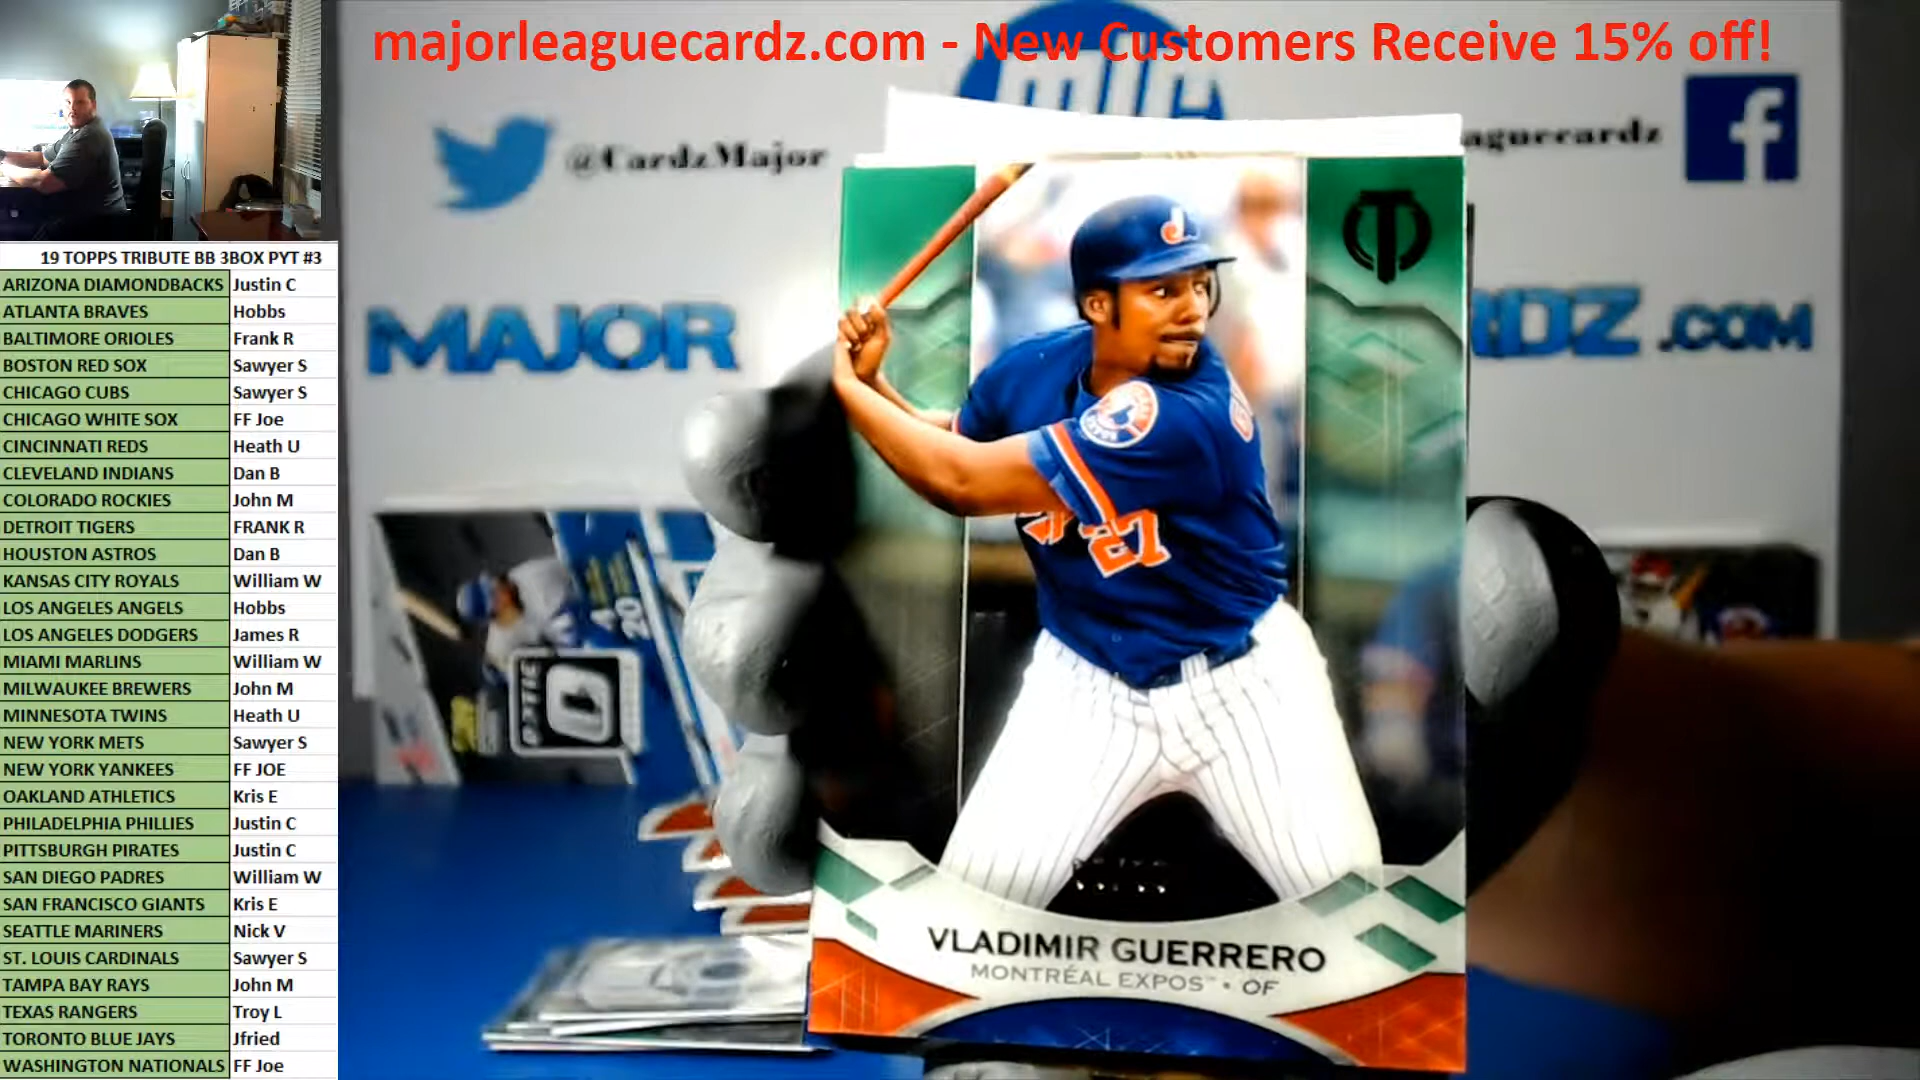 majorleaguecardz.com - New Customers Receive 15% off!
@CardzMajor
aguecardz
MAJOR
RDZ .COM
19 TOPPS TRIBUTE BB 3BOX PYT #3
ARIZONA DIAMONDBACKS Justin C
ATLANTA BRAVES Hobbs
BALTIMORE ORIOLES Frank R
BOSTON RED SOX Sawyer S
CHICAGO CUBS Sawyer S
CHICAGO WHITE SOX FF Joe
CINCINNATI REDS Heath U
CLEVELAND INDIANS Dan B
COLORADO ROCKIES John M
DETROIT TIGERS FRANK R
HOUSTON ASTROS Dan B
KANSAS CITY ROYALS William W
LOS ANGELES ANGELS Hobbs
LOS ANGELES DODGERS James R
MIAMI MARLINS William W
MILWAUKEE BREWERS John M
MINNESOTA TWINS Heath U
NEW YORK METS Sawyer S
NEW YORK YANKEES FF JOE
OAKLAND ATHLETICS Kris E
PHILADELPHIA PHILLIES Justin C
PITTSBURGH PIRATES Justin C
SAN DIEGO PADRES William W
SAN FRANCISCO GIANTS Kris E
SEATTLE MARINERS Nick V
ST. LOUIS CARDINALS Sawyer S
TAMPA BAY RAYS John M
TEXAS RANGERS Troy L
TORONTO BLUE JAYS Jfried
WASHINGTON NATIONALS FF Joe
27
OPTIC
20
VLADIMIR GUERRERO
MONTRÉAL EXPOS™ • OF